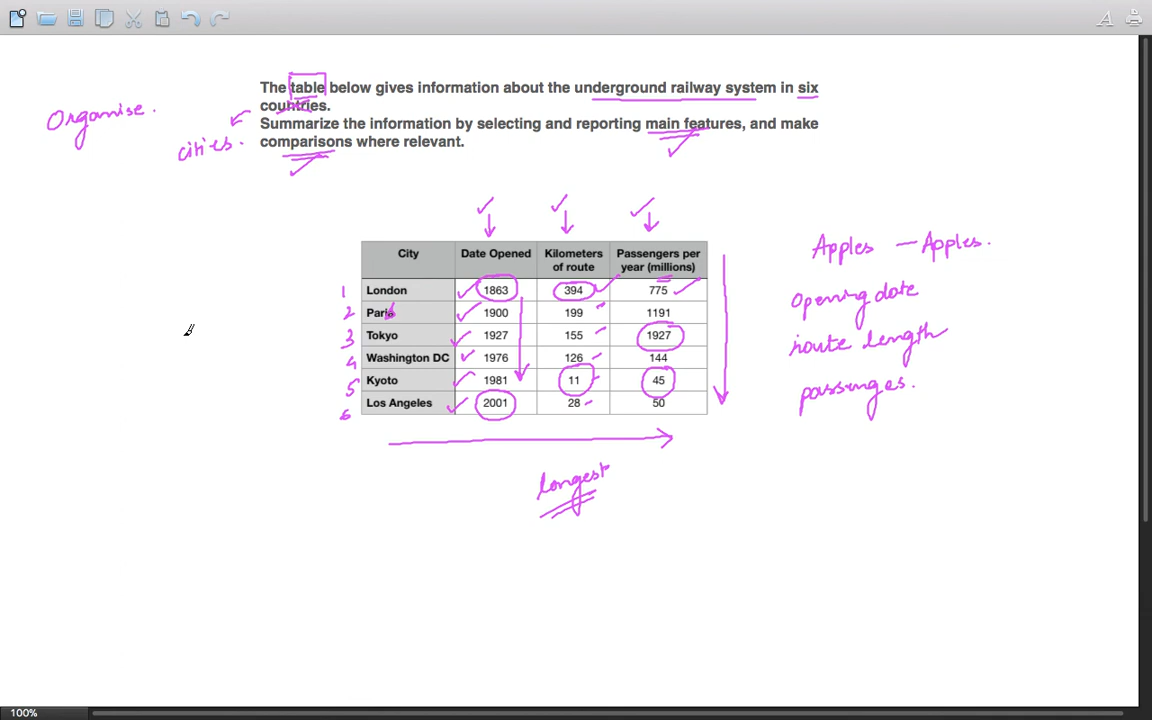 The table below gives information about the underground railway system in six
countries.
Organise.
Summarize the information by selecting and reporting main features, and make
cities.
comparisons where relevant.
City Date Opened Kilometers of route Passengers per year (millions)
1 London 1863 394 775
2 Paris 1900 199 1191
3 Tokyo 1927 155 1927
4 Washington DC 1976 126 144
5 Kyoto 1981 11 45
6 Los Angeles 2001 28 50
Apples - Apples.
Opening date
route length
passenges.
longest
A
100%